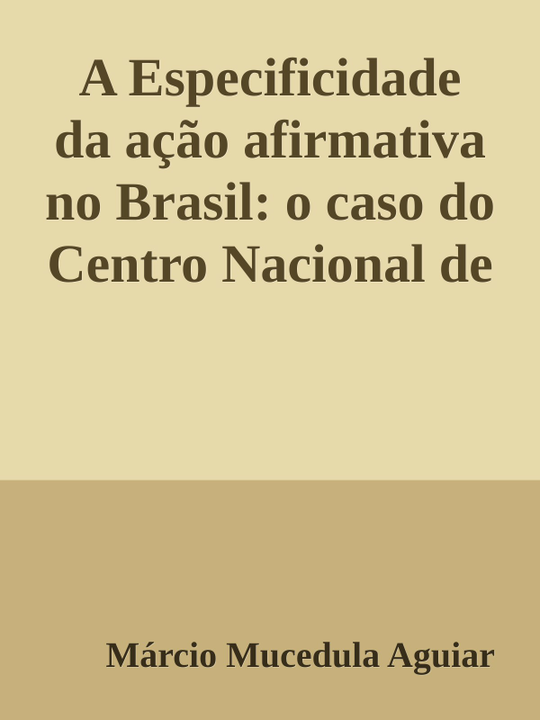 A Especificidade
da ação afirmativa
no Brasil: o caso do
Centro Nacional de
Márcio Mucedula Aguiar